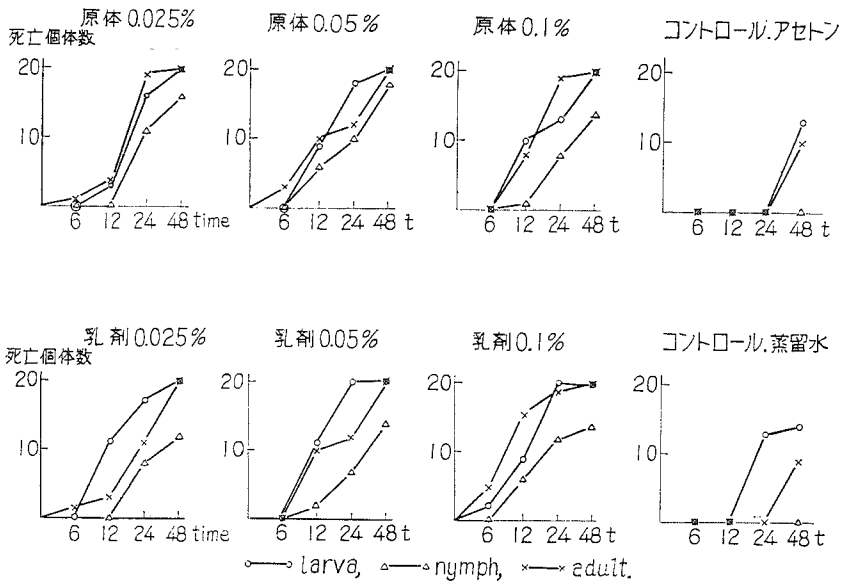 原体 0.025% 原体 0.05% 原体 0.1% コントロール.アセトン
死亡個体数
20 20 20 20
10 10 10 10
6 12 24 48 time 6 12 24 48 t 6 12 24 48 t 6 12 24 48 t
乳剤 0.025% 乳剤 0.05% 乳剤 0.1% コントロール.蒸留水
死亡個体数
20 20 20 20
10 10 10 10
6 12 24 48 time 6 12 24 48 t 6 12 24 48 t 6 12 24 48 t
larva, nymph, adult.